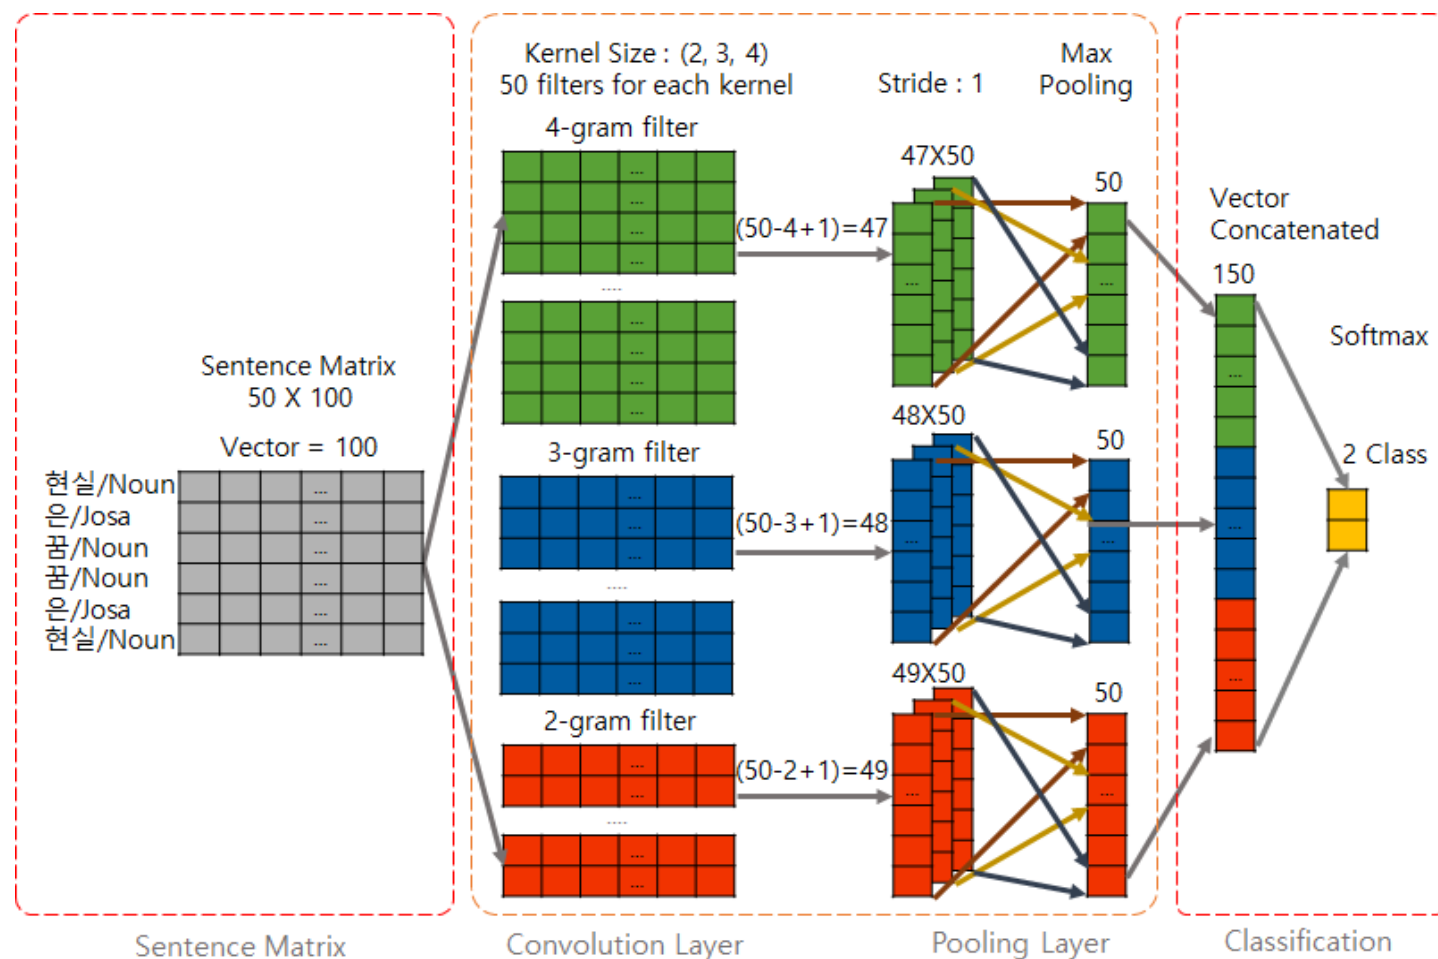 Kernel Size : (2, 3, 4)
50 filters for each kernel
Stride : 1
Max
Pooling
4-gram filter
...
...
...
...
....
...
...
...
...
(50-4+1)=47
47X50
...
50
...
Vector
Concatenated
150
...
...
...
Softmax
2 Class
Sentence Matrix
50 X 100
Vector = 100
현실/Noun
은/Josa
꿈/Noun
꿈/Noun
은/Josa
현실/Noun
...
...
...
...
...
...
3-gram filter
...
...
...
....
...
...
...
(50-3+1)=48
48X50
...
50
...
2-gram filter
...
...
....
...
...
(50-2+1)=49
49X50
...
50
...
Sentence Matrix
Convolution Layer
Pooling Layer
Classification